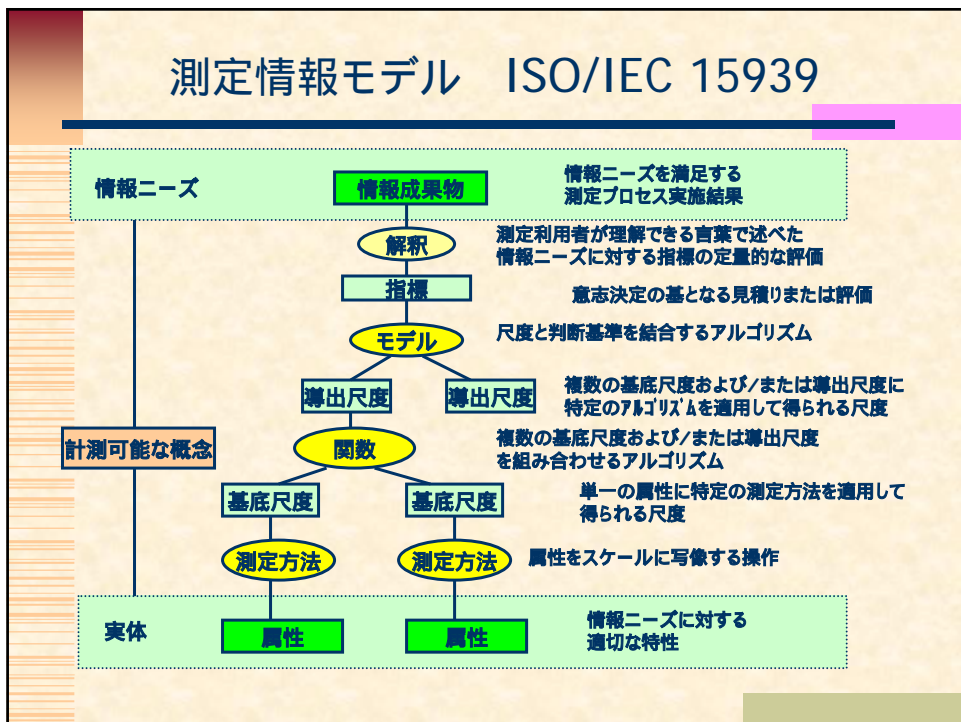 測定情報モデル ISO/IEC 15939
情報ニーズ
情報成果物
情報ニーズを満足する
測定プロセス実施結果
解釈
測定利用者が理解できる言葉で述べた
情報ニーズに対する指標の定量的な評価
指標
意志決定の基となる見積りまたは評価
モデル
尺度と判断基準を結合するアルゴリズム
導出尺度
導出尺度
複数の基底尺度および/または導出尺度に
特定のｱﾙｺﾞﾘｽﾞﾑを適用して得られる尺度
計測可能な概念
関数
複数の基底尺度および/または導出尺度
を組み合わせるアルゴリズム
基底尺度
基底尺度
単一の属性に特定の測定方法を適用して
得られる尺度
測定方法
測定方法
属性をスケールに写像する操作
実体
属性
属性
情報ニーズに対する
適切な特性